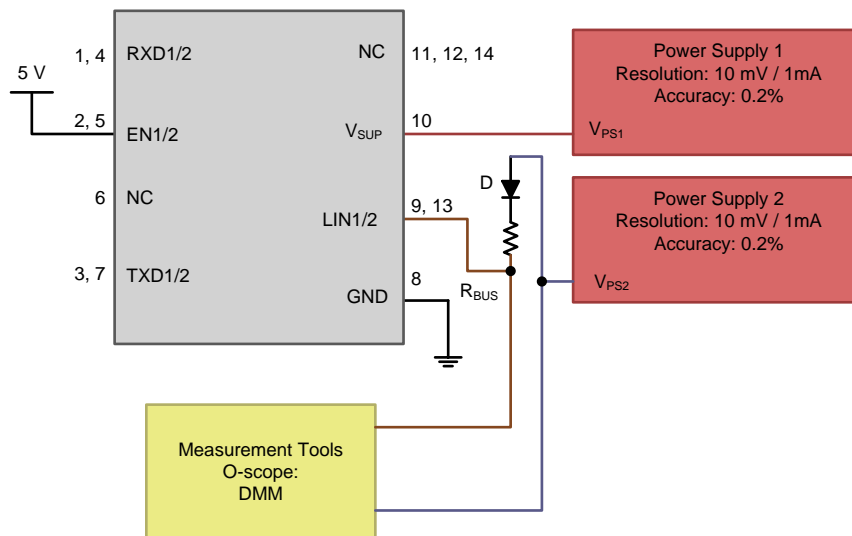 5 V
1, 4
RXD1/2
2, 5
EN1/2
6
NC
3, 7
TXD1/2
NC
11, 12, 14
VSUP
10
LIN1/2
9, 13
GND
8
D
RBUS
Power Supply 1
Resolution: 10 mV / 1mA
Accuracy: 0.2%
VPS1
Power Supply 2
Resolution: 10 mV / 1mA
Accuracy: 0.2%
VPS2
Measurement Tools
O-scope:
DMM